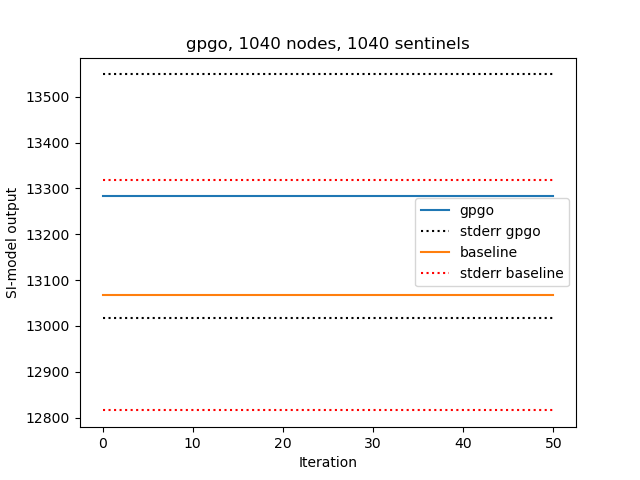 gpgo, 1040 nodes, 1040 sentinels
SI-model output
13500
13400
13300
13200
13100
13000
12900
12800
gpgo
stderr gpgo
baseline
stderr baseline
0 10 20 30 40 50
Iteration